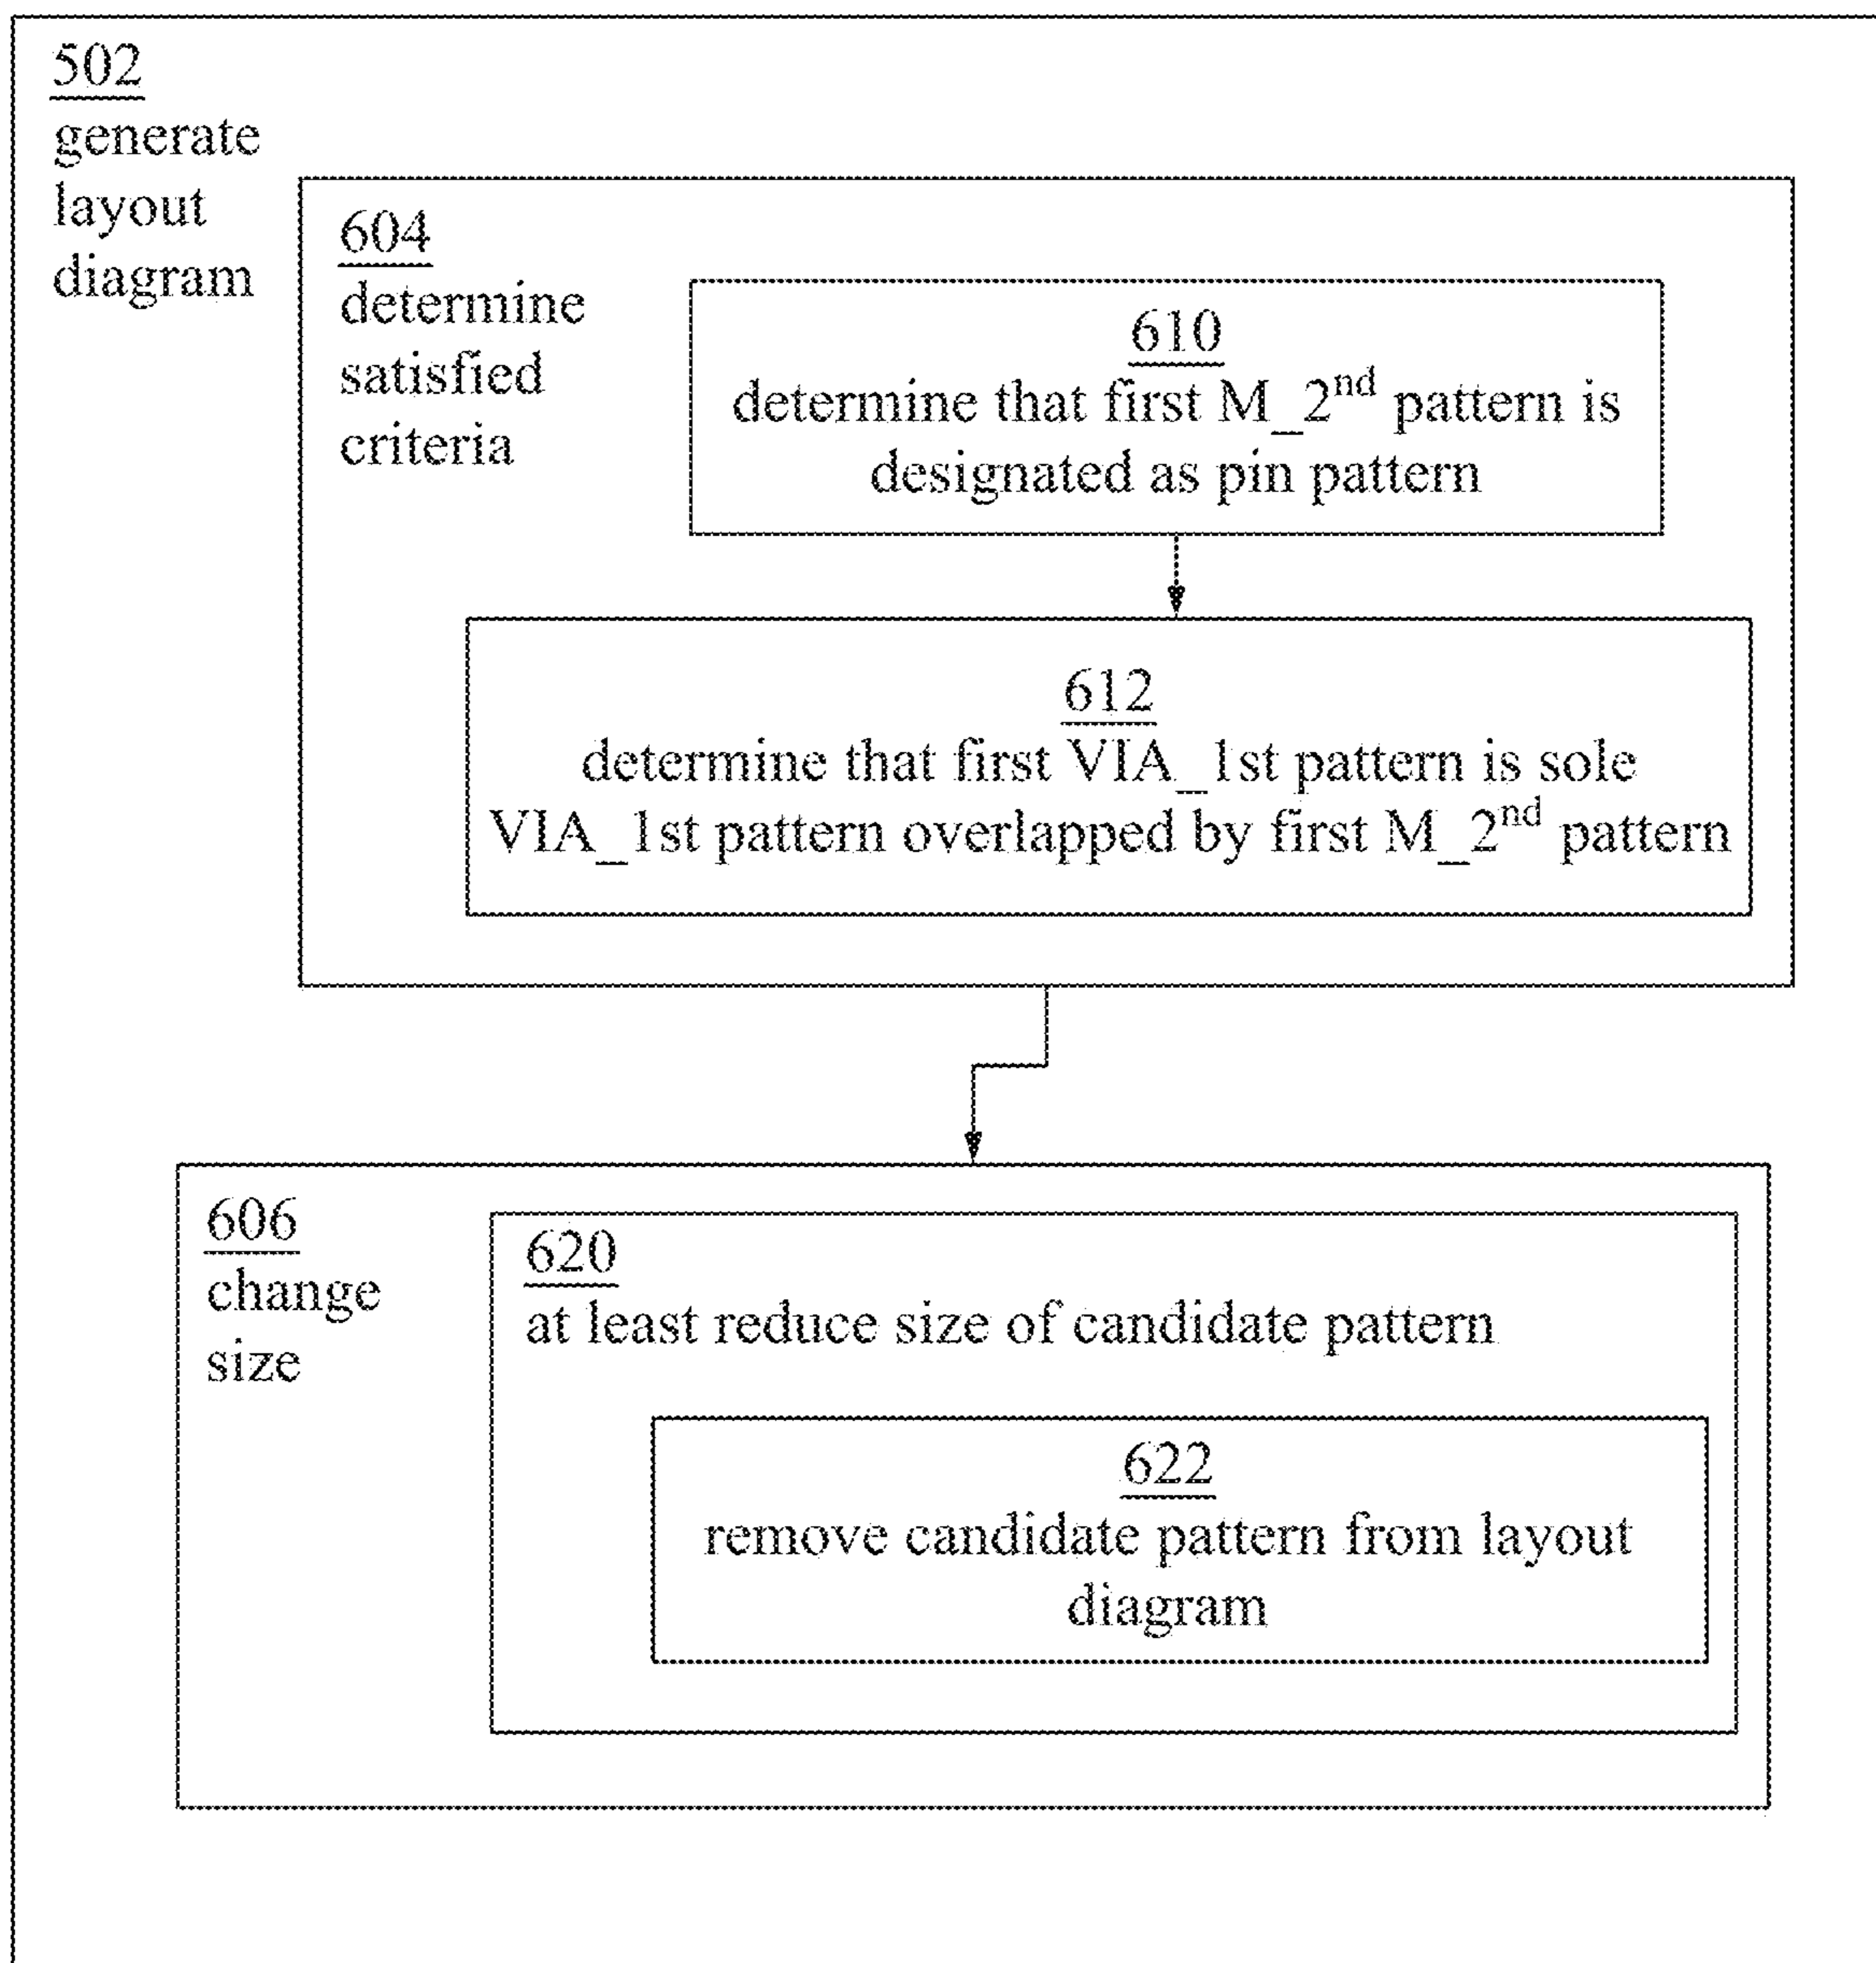 502
generate
layout
diagram
604
determine
satisfied
criteria
610
determine that first M_2nd pattern is
designated as pin pattern
612
determine that first VIA_1st pattern is sole
VIA_1st pattern overlapped by first M_2nd pattern
606
change
size
620
at least reduce size of candidate pattern
622
remove candidate pattern from layout
diagram